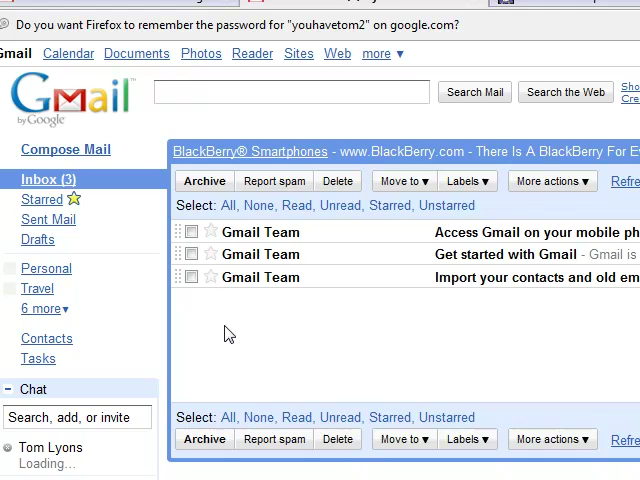 Do you want Firefox to remember the password for "youhavetom2" on google.com?
Gmail Calendar Documents Photos Reader Sites Web more ▼
Gmail™
by Google
Search Mail Search the Web
Compose Mail
BlackBerry® Smartphones - www.BlackBerry.com - There Is A BlackBerry For
Inbox (3)
Archive Report spam Delete Move to ▼ Labels ▼ More actions ▼
Starred
Select: All, None, Read, Unread, Starred, Unstarred
Sent Mail
Drafts
Gmail Team Access Gmail on your mobile
Gmail Team Get started with Gmail - Gmail is
Gmail Team Import your contacts and old
Personal
Travel
6 more ▼
Contacts
Tasks
− Chat
Search, add, or invite
Select: All, None, Read, Unread, Starred, Unstarred
Archive Report spam Delete Move to ▼ Labels ▼ More actions ▼
Tom Lyons
Loading...